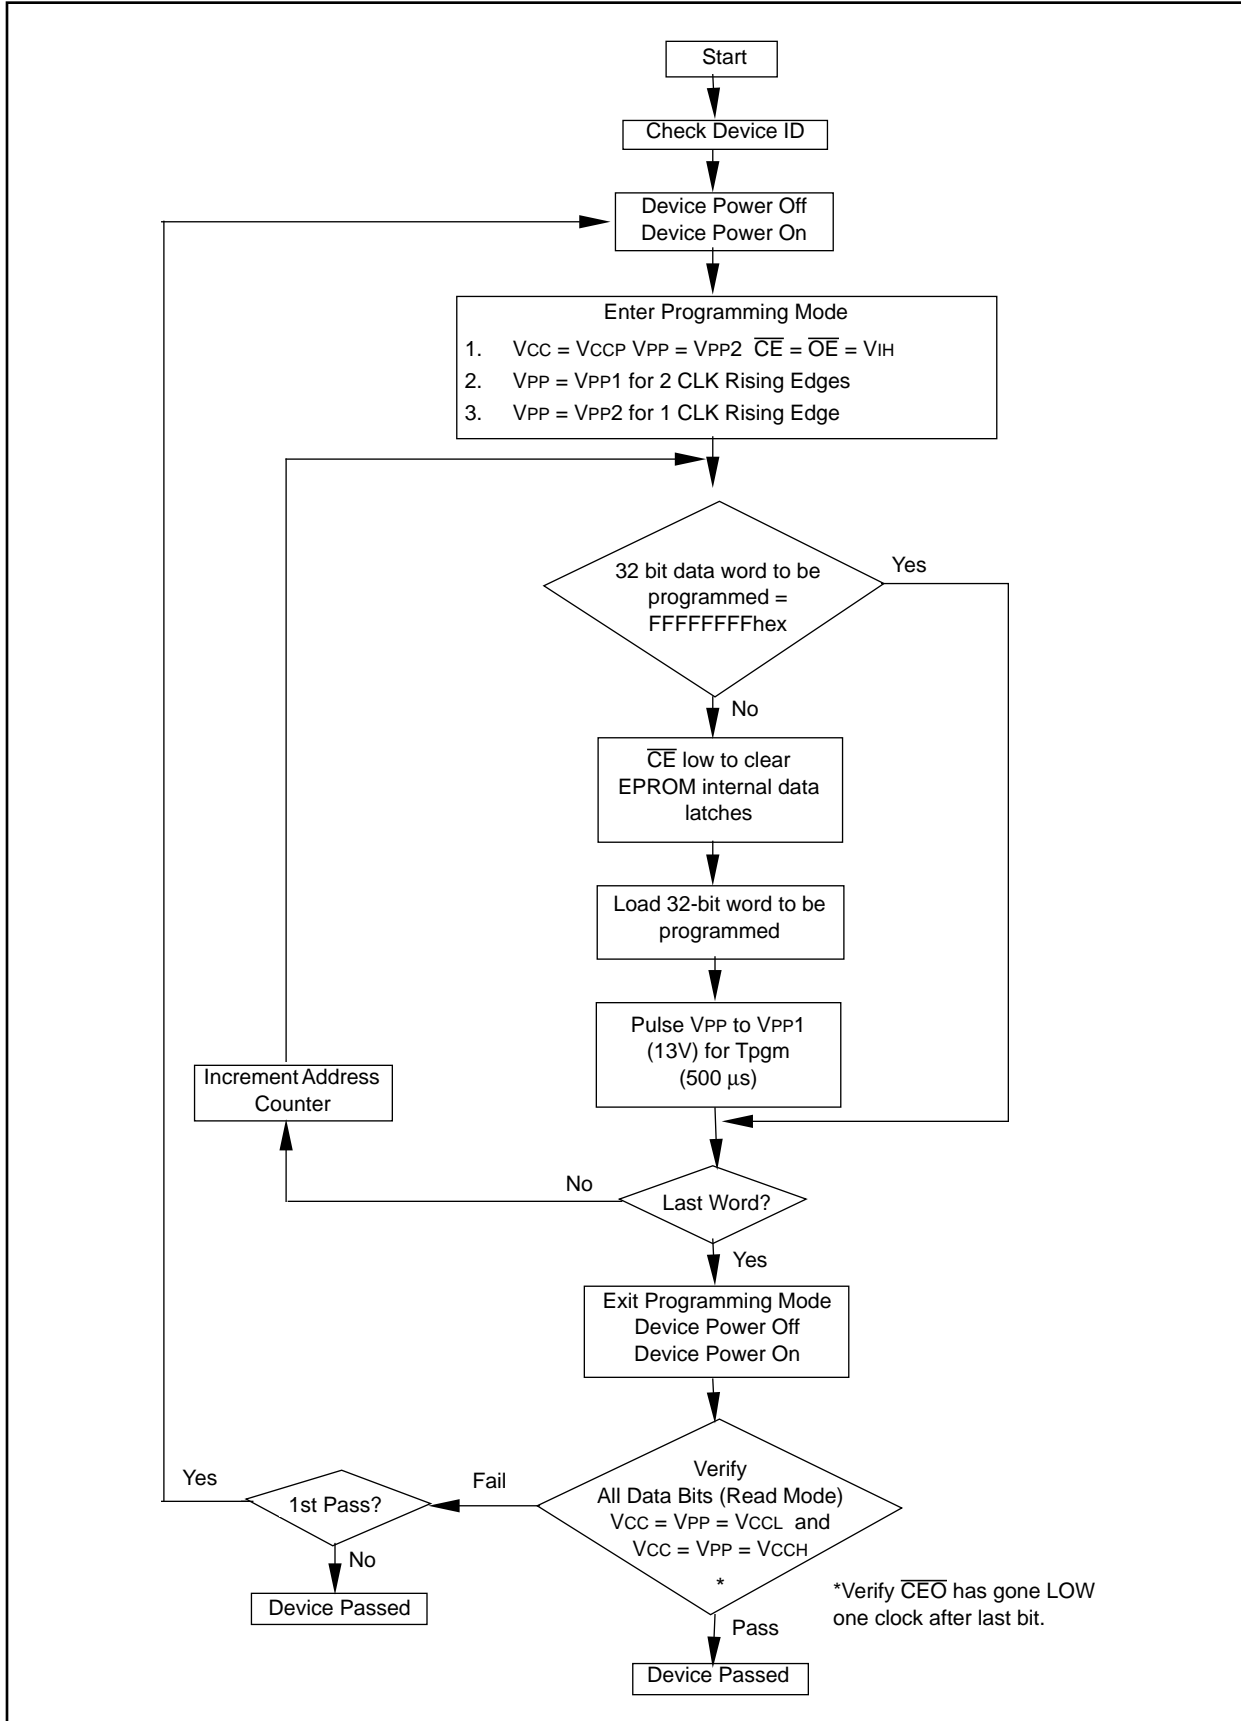 Start
Check Device ID
Device Power Off
Device Power On
Enter Programming Mode
1. VCC = VCCP VPP = VPP2 C̅E̅ = O̅E̅ = VIH
2. VPP = VPP1 for 2 CLK Rising Edges
3. VPP = VPP2 for 1 CLK Rising Edge
32 bit data word to be
programmed =
FFFFFFFFhex
Yes
No
C̅E̅ low to clear
EPROM internal data
latches
Load 32-bit word to be
programmed
Pulse VPP to VPP1
(13V) for Tpgm
(500 µs)
Increment Address
Counter
No
Last Word?
Yes
Exit Programming Mode
Device Power Off
Device Power On
Verify
All Data Bits (Read Mode)
VCC = VPP = VCCL and
VCC = VPP = VCCH
*
Fail
Yes
1st Pass?
No
Device Passed
*Verify C̅E̅O̅ has gone LOW
one clock after last bit.
Pass
Device Passed